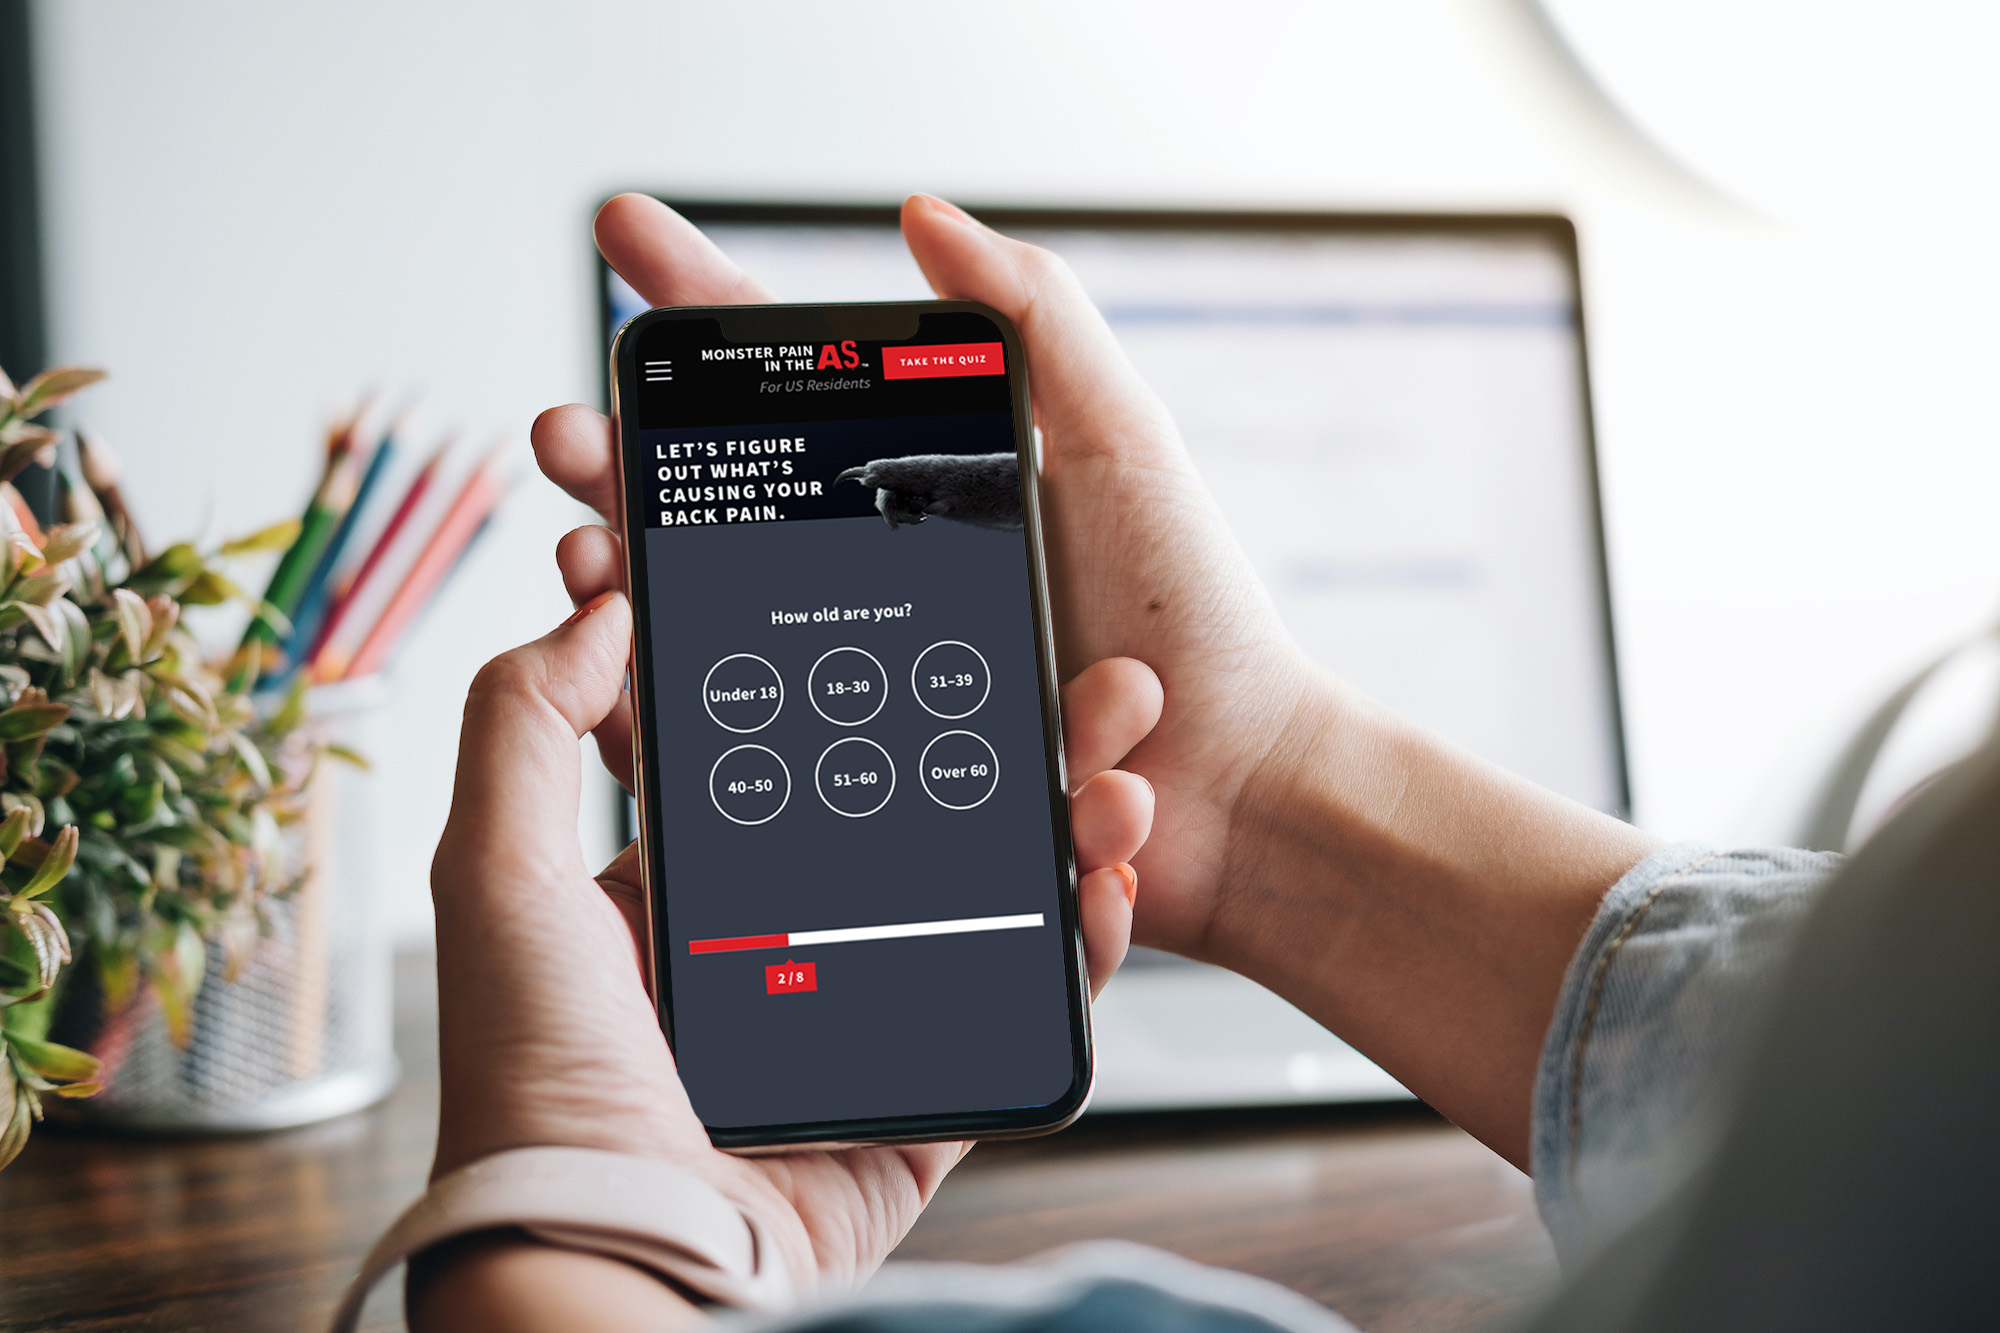 MONSTER PAIN
IN THE AS™
For US Residents
TAKE THE QUIZ
LET'S FIGURE
OUT WHAT'S
CAUSING YOUR
BACK PAIN.
How old are you?
Under 18 18–30 31–39
40–50 51–60 Over 60
2/8